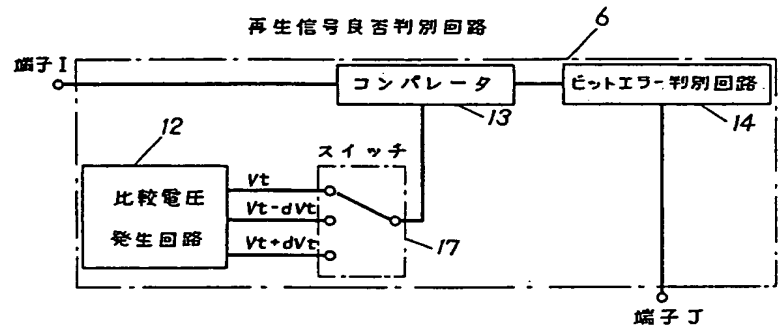 再生信号良否判別回路
6
端子I
コンパレータ
13
ビットエラー判別回路
14
12
比較電圧
発生回路
スイッチ
Vt
Vt-dVt
Vt+dVt
17
端子J